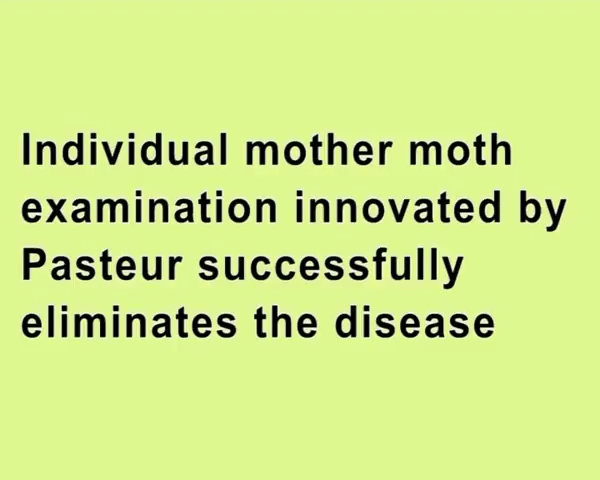 Individual mother moth
examination innovated by
Pasteur successfully
eliminates the disease